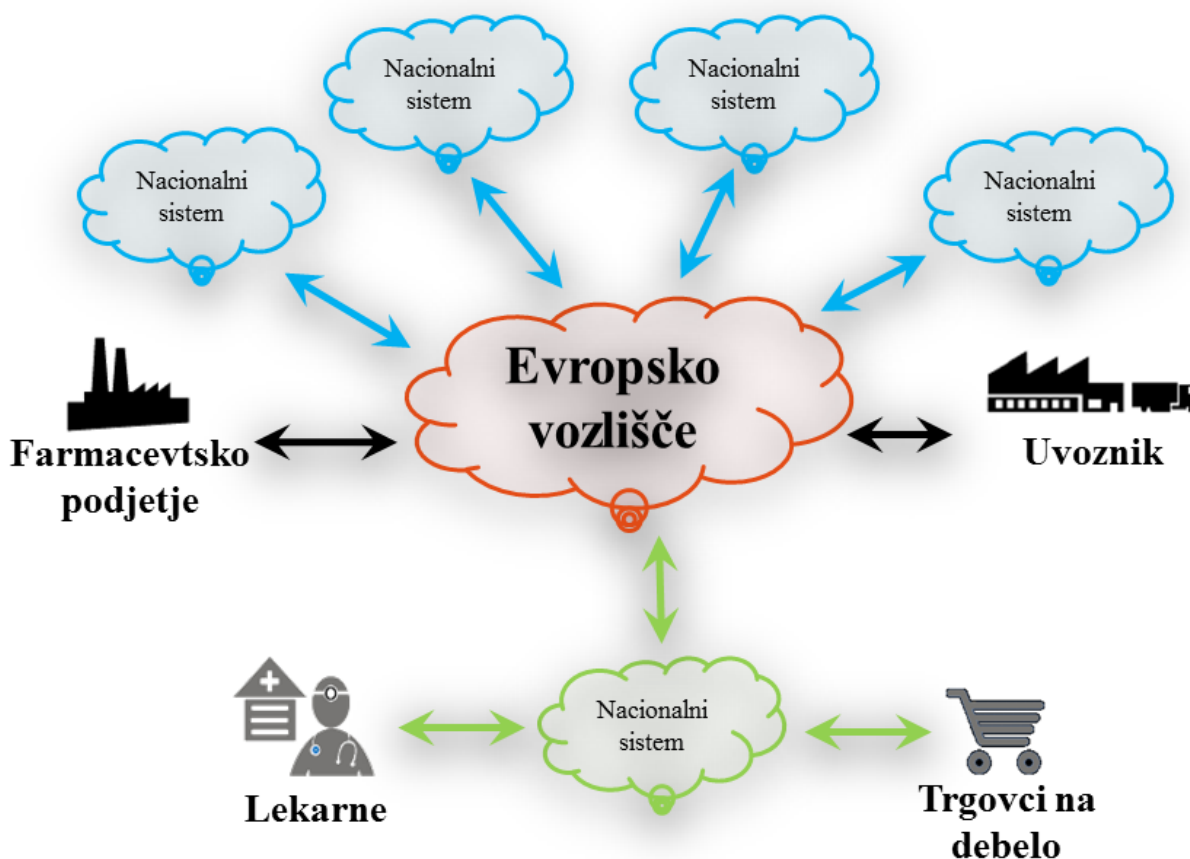 Nacionalni
sistem
Nacionalni
sistem
Nacionalni
sistem
Nacionalni
sistem
Evropsko
vozlišče
Farmacevtsko
podjetje
Uvoznik
Nacionalni
sistem
Lekarne
Trgovci na
debelo